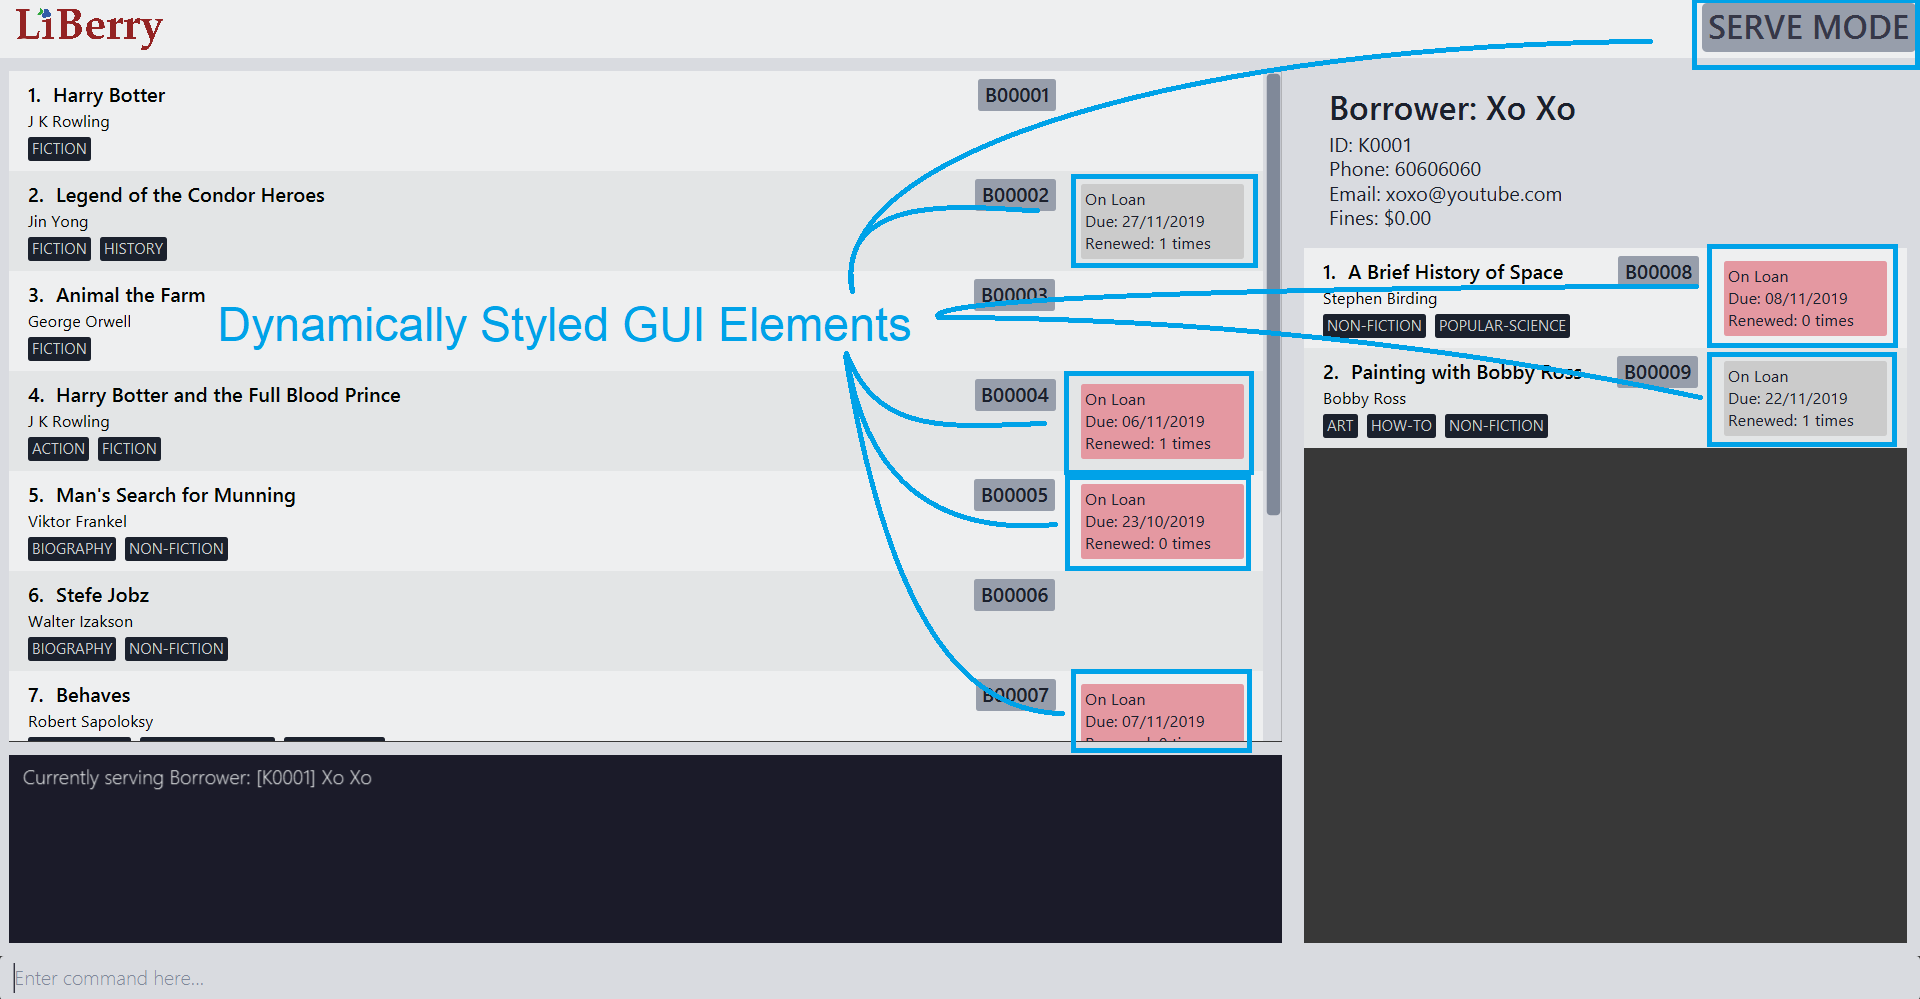 LiBerry
SERVE MODE
1. Harry Botter
B00001
J K Rowling
FICTION
2. Legend of the Condor Heroes
B00002
Jin Yong
FICTION HISTORY
On Loan
Due: 27/11/2019
Renewed: 1 times
3. Animal the Farm
B00003
George Orwell
FICTION
Dynamically Styled GUI Elements
4. Harry Botter and the Full Blood Prince
B00004
J K Rowling
ACTION FICTION
On Loan
Due: 06/11/2019
Renewed: 1 times
5. Man's Search for Munning
B00005
Viktor Frankel
BIOGRAPHY NON-FICTION
On Loan
Due: 23/10/2019
Renewed: 0 times
6. Stefe Jobz
B00006
Walter Izakson
BIOGRAPHY NON-FICTION
7. Behaves
B00007
Robert Sapoloksy
On Loan
Due: 07/11/2019
Borrower: Xo Xo
ID: K0001
Phone: 60606060
Email: xoxo@youtube.com
Fines: $0.00
1. A Brief History of Space
B00008
Stephen Birding
NON-FICTION POPULAR-SCIENCE
On Loan
Due: 08/11/2019
Renewed: 0 times
2. Painting with Bobby Ross
B00009
Bobby Ross
ART HOW-TO NON-FICTION
On Loan
Due: 22/11/2019
Renewed: 1 times
Currently serving Borrower: [K0001] Xo Xo
Enter command here...